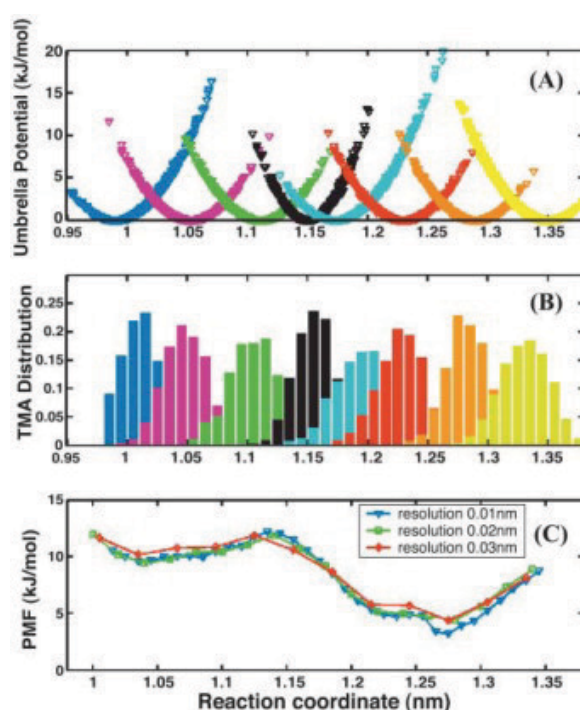 20
15
10
5
0
Umbrella Potential (kJ/mol)
(A)
0.95 1 1.05 1.1 1.15 1.2 1.25 1.3 1.35
0.25
0.2
0.15
0.1
0.05
0
TMA Distribution
(B)
0.95 1 1.05 1.1 1.15 1.2 1.25 1.3 1.35
15
10
5
0
PMF (kJ/mol)
resolution 0.01nm
resolution 0.02nm
resolution 0.03nm
(C)
1 1.05 1.1 1.15 1.2 1.25 1.3 1.35
Reaction coordinate (nm)